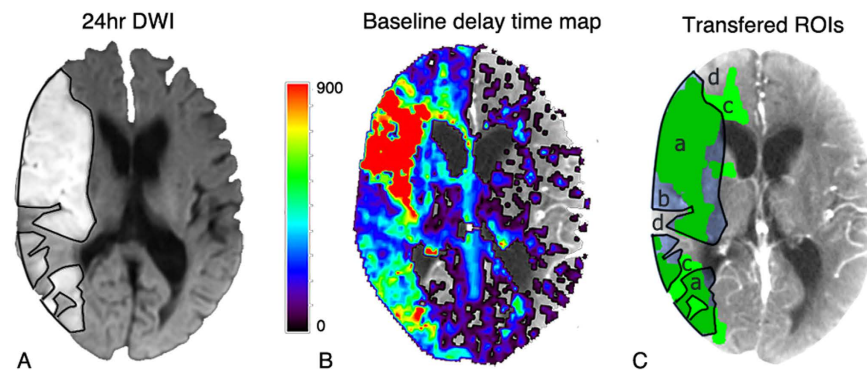 24hr DWI
Baseline delay time map
Transfered ROIs
900
0
d
c
a
b
d
c
a
A
B
C